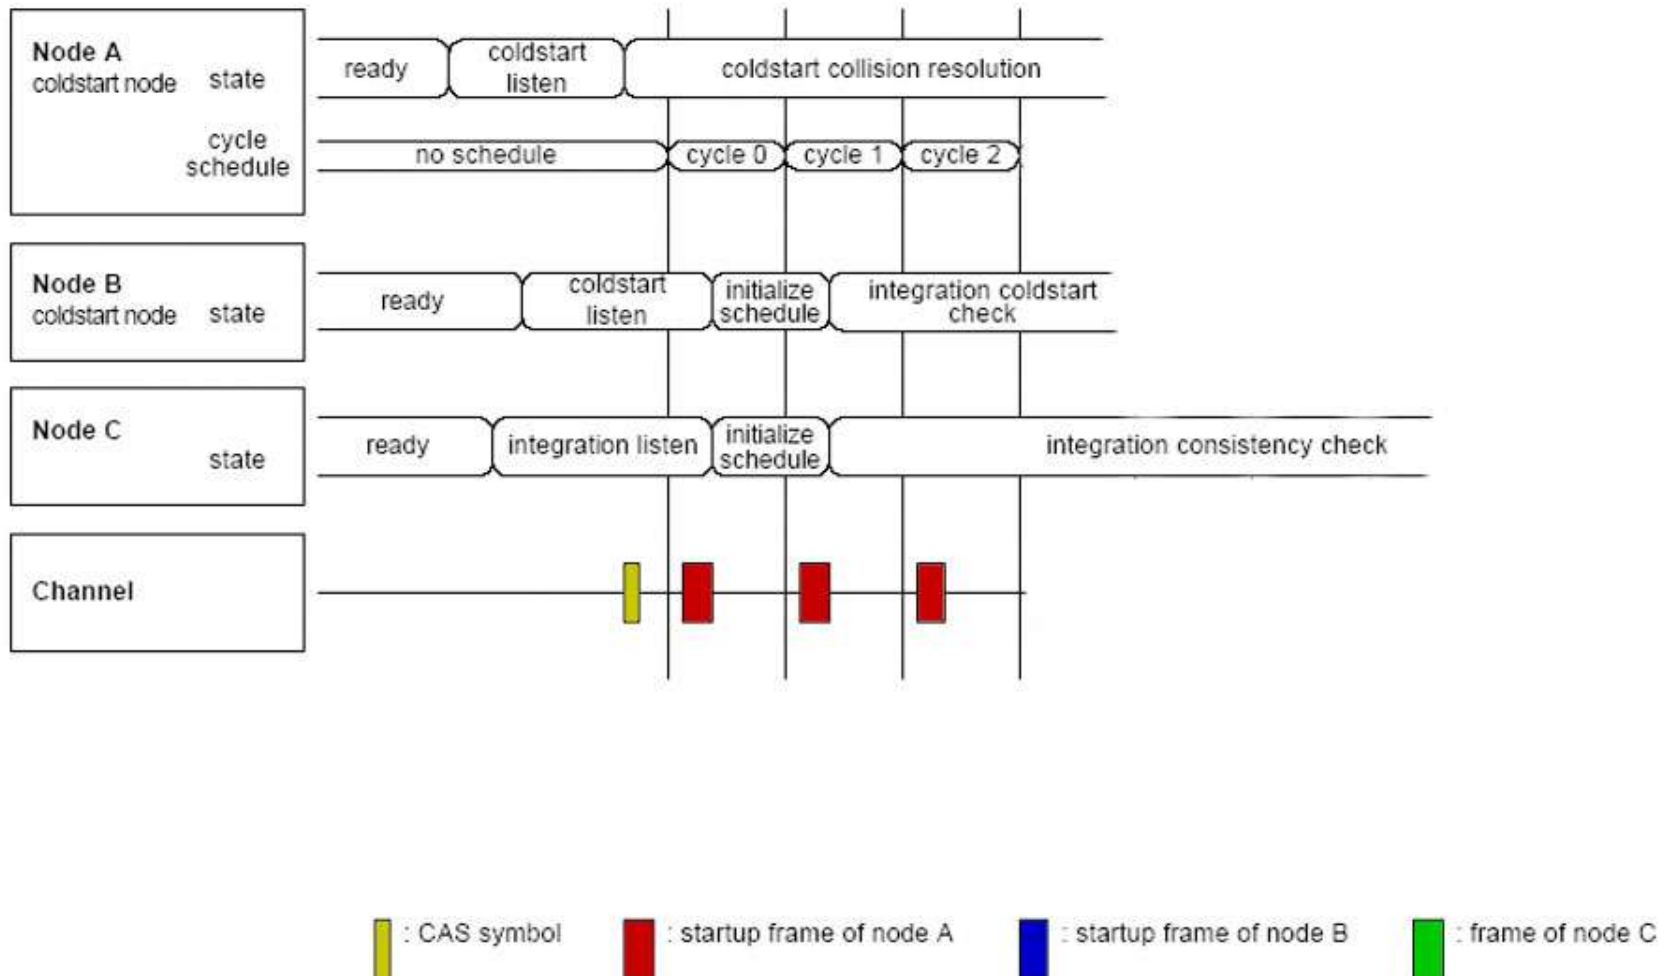 Node A
coldstart node
state
ready
coldstart
listen
coldstart collision resolution
cycle
schedule
no schedule
cycle 0
cycle 1
cycle 2
Node B
coldstart node
state
ready
coldstart
listen
initialize
schedule
integration coldstart
check
Node C
state
ready
integration listen
initialize
schedule
integration consistency check
Channel
: CAS symbol
: startup frame of node A
: startup frame of node B
: frame of node C